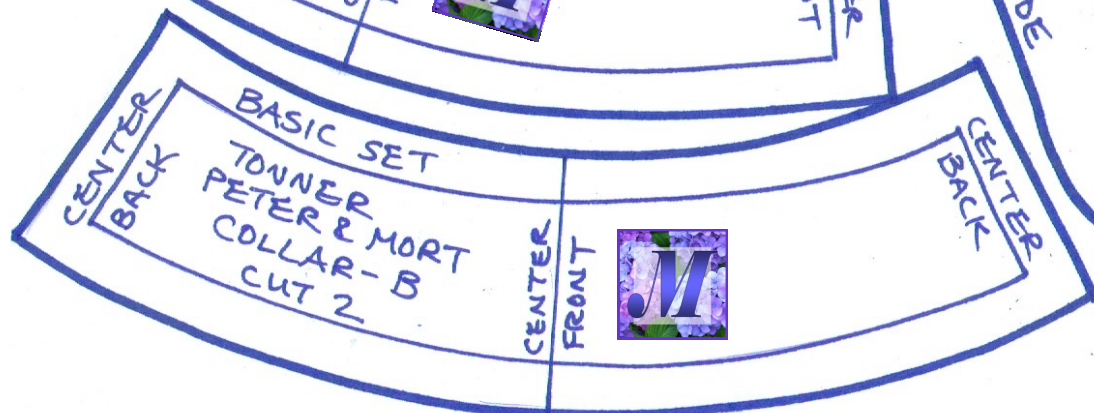 BASIC SET
TONNER
PETER & MORT
COLLAR-B
CUT 2
CENTER
BACK
CENTER
FRONT
M
CENTER
BACK